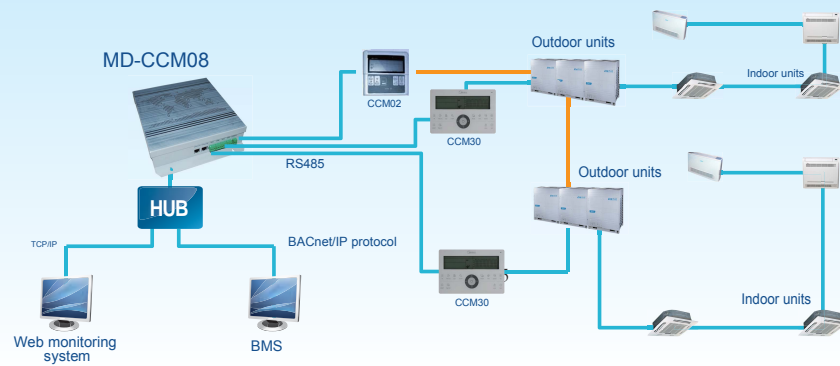 Outdoor units
MD-CCM08
Indoor units
CCM02
CCM30
RS485
Outdoor units
HUB
TCP/IP
BACnet/IP protocol
CCM30
Indoor units
Web monitoring
system
BMS